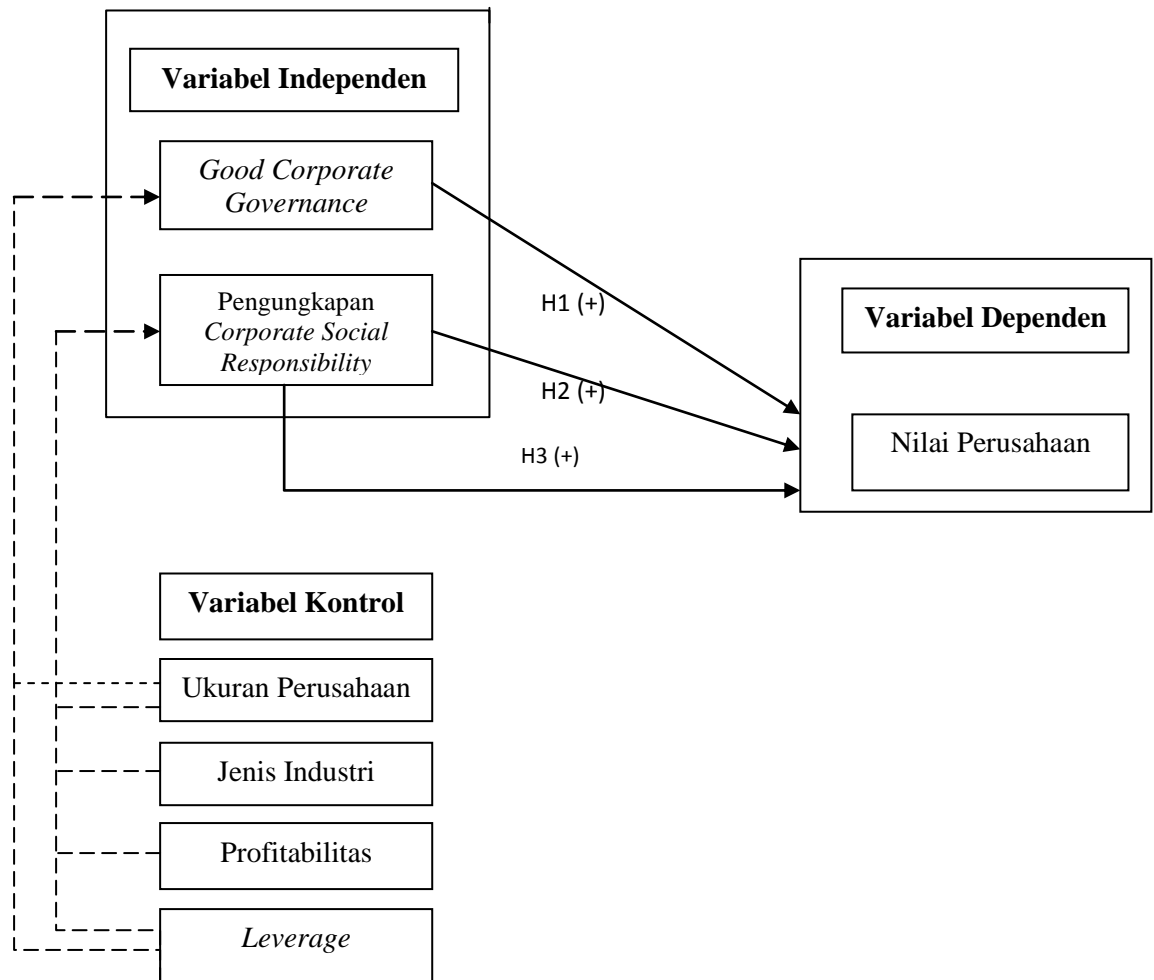 Variabel Independen
Good Corporate
Governance
Pengungkapan
Corporate Social
Responsibility
H1 (+)
H2 (+)
H3 (+)
Variabel Dependen
Nilai Perusahaan
Variabel Kontrol
Ukuran Perusahaan
Jenis Industri
Profitabilitas
Leverage